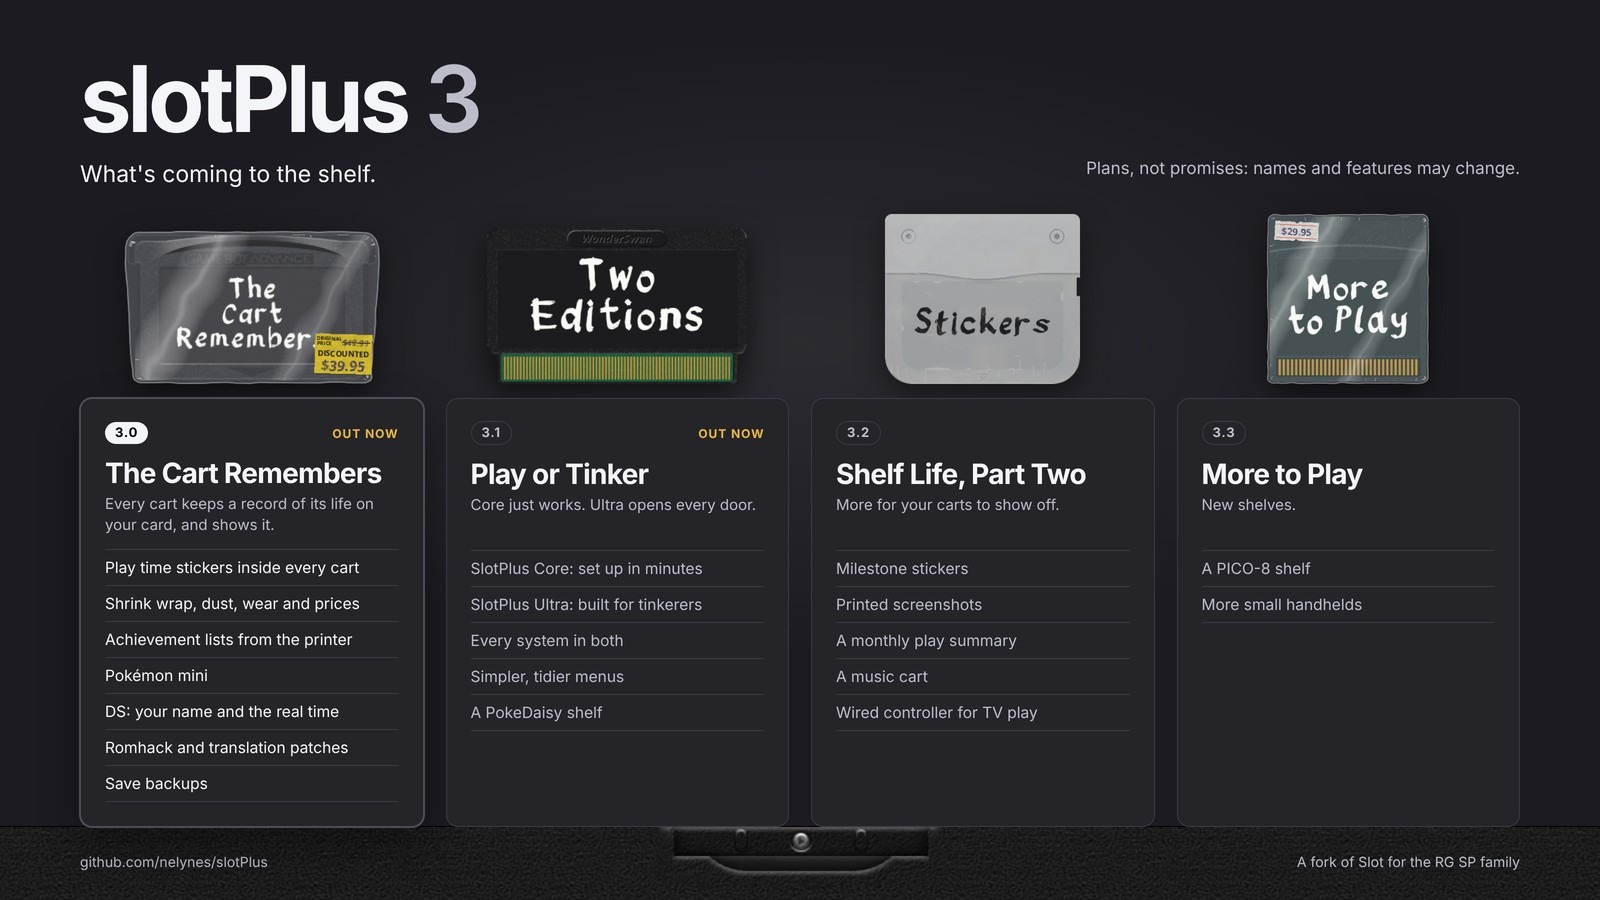 slotPlus 3
What's coming to the shelf.
Plans, not promises: names and features may change.
GAME BOY ADVANCE
The
Cart
Remember
ORIGINAL PRICE $49.99
DISCOUNTED
$39.95
WonderSwan
Two
Editions
Stickers
$29.95
More
to Play
3.0
OUT NOW
The Cart Remembers
Every cart keeps a record of its life on
your card, and shows it.
Play time stickers inside every cart
Shrink wrap, dust, wear and prices
Achievement lists from the printer
Pokémon mini
DS: your name and the real time
Romhack and translation patches
Save backups
3.1
OUT NOW
Play or Tinker
Core just works. Ultra opens every door.
SlotPlus Core: set up in minutes
SlotPlus Ultra: built for tinkerers
Every system in both
Simpler, tidier menus
A PokeDaisy shelf
3.2
Shelf Life, Part Two
More for your carts to show off.
Milestone stickers
Printed screenshots
A monthly play summary
A music cart
Wired controller for TV play
3.3
More to Play
New shelves.
A PICO-8 shelf
More small handhelds
github.com/nelynes/slotPlus
A fork of Slot for the RG SP family